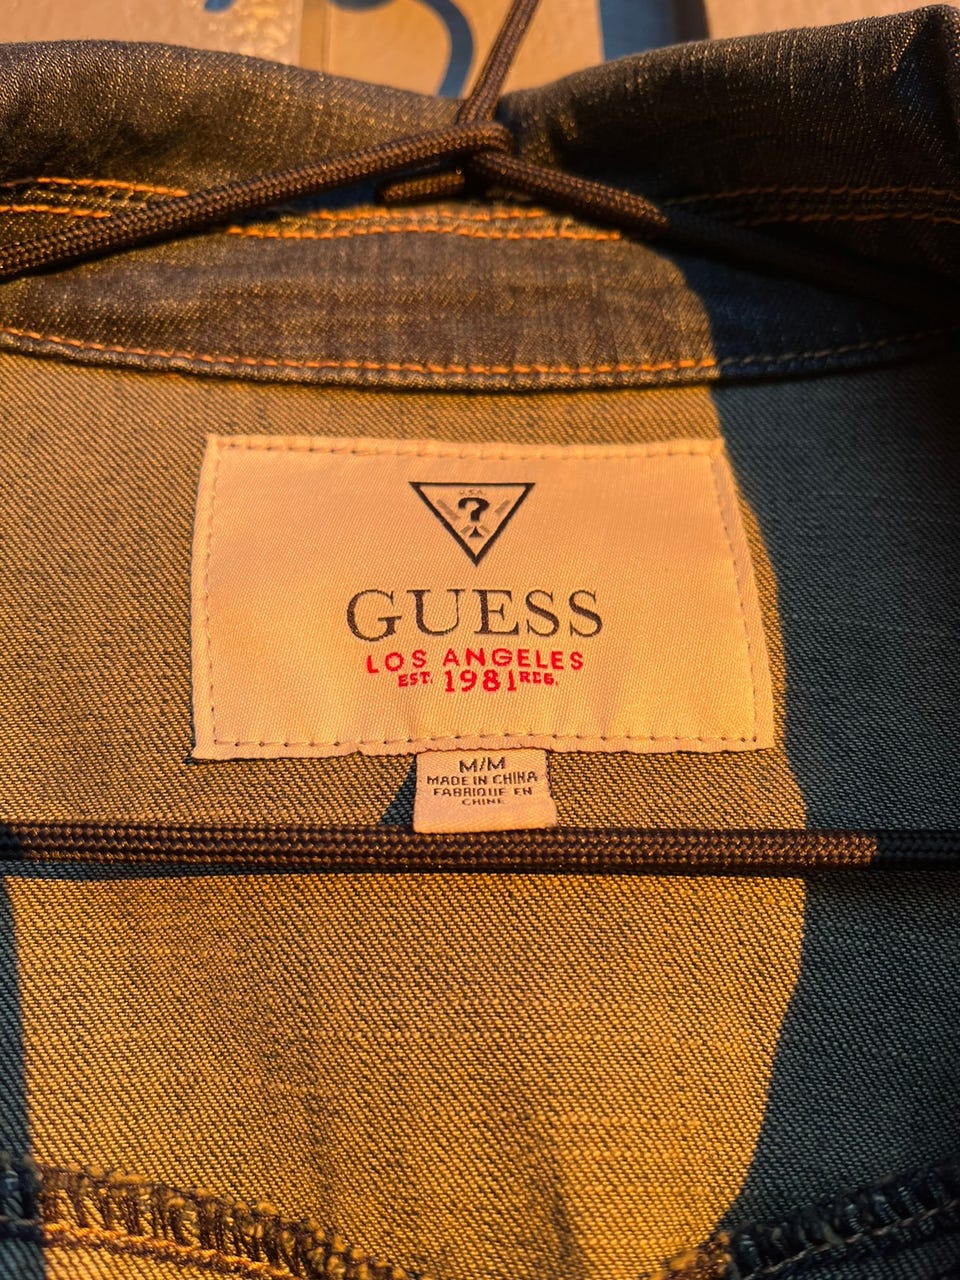 U.S.A.
?
GUESS
LOS ANGELES
EST. 1981 REG.
M/M
MADE IN CHINA
FABRIQUE EN
CHINE